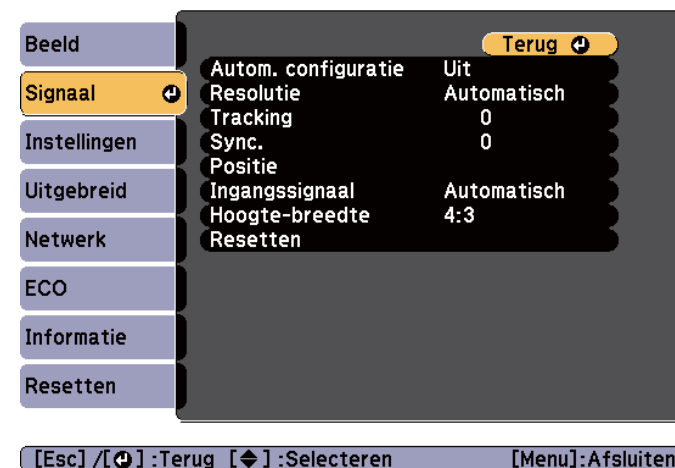 Beeld
Signaal
Instellingen
Uitgebreid
Netwerk
ECO
Informatie
Resetten
Terug
Autom. configuratie Uit
Resolutie Automatisch
Tracking 0
Sync. 0
Positie
Ingangssignaal Automatisch
Hoogte-breedte 4:3
Resetten
[Esc] /[ ] :Terug [ ] :Selecteren [Menu]:Afsluiten